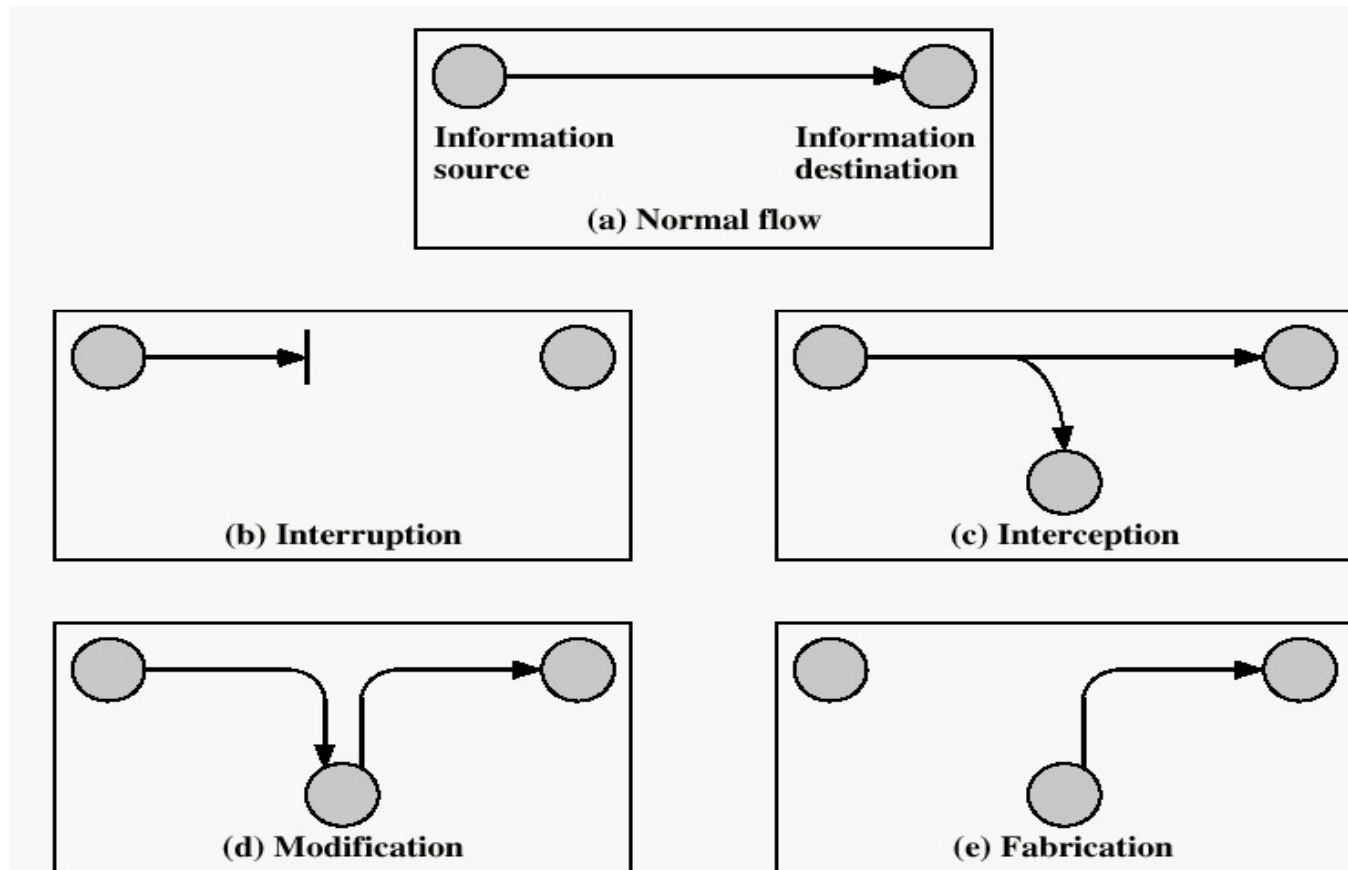 Information
source
Information
destination
(a) Normal flow
(b) Interruption
(c) Interception
(d) Modification
(e) Fabrication